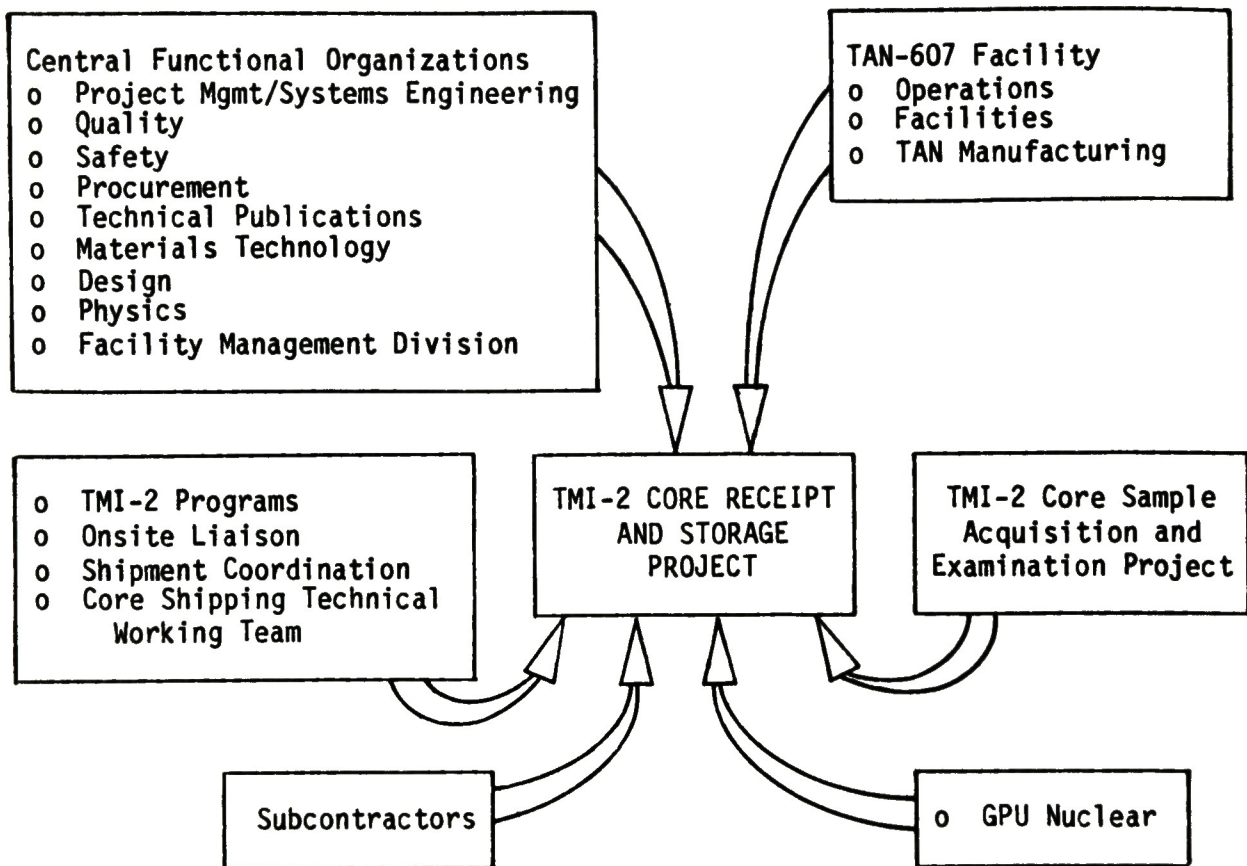 Central Functional Organizations
o Project Mgmt/Systems Engineering
o Quality
o Safety
o Procurement
o Technical Publications
o Materials Technology
o Design
o Physics
o Facility Management Division
TAN-607 Facility
o Operations
o Facilities
o TAN Manufacturing
o TMI-2 Programs
o Onsite Liaison
o Shipment Coordination
o Core Shipping Technical
Working Team
TMI-2 CORE RECEIPT
AND STORAGE
PROJECT
TMI-2 Core Sample
Acquisition and
Examination Project
Subcontractors
o GPU Nuclear